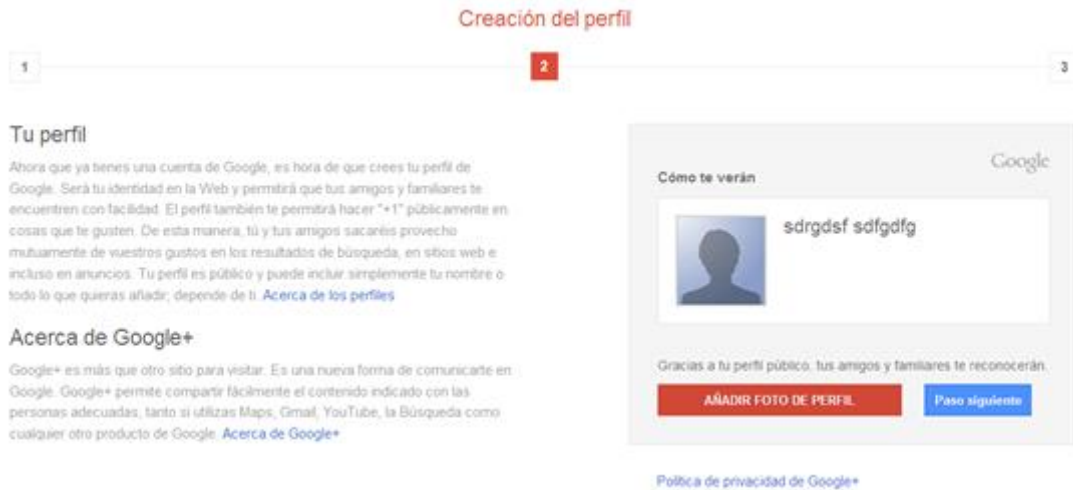 Creación del perfil
1
2
3
Tu perfil
Ahora que ya tienes una cuenta de Google, es hora de que crees tu perfil de
Google. Será tu identidad en la Web y permitirá que tus amigos y familiares te
encuentren con facilidad. El perfil también te permitirá hacer "+1" públicamente en
cosas que te gusten. De esta manera, tú y tus amigos sacaréis provecho
mutuamente de vuestros gustos en los resultados de búsqueda, en sitios web e
incluso en anuncios. Tu perfil es público y puede incluir simplemente tu nombre o
todo lo que quieras añadir; depende de ti. Acerca de los perfiles
Acerca de Google+
Google+ es más que otro sitio para visitar. Es una nueva forma de comunicarte en
Google. Google+ permite compartir fácilmente el contenido indicado con las
personas adecuadas, tanto si utilizas Maps, Gmail, YouTube, la Búsqueda como
cualquier otro producto de Google. Acerca de Google+
Google
Cómo te verán
sdrgdsf sdfgdfg
Gracias a tu perfil público, tus amigos y familiares te reconocerán.
AÑADIR FOTO DE PERFIL
Paso siguiente
Política de privacidad de Google+